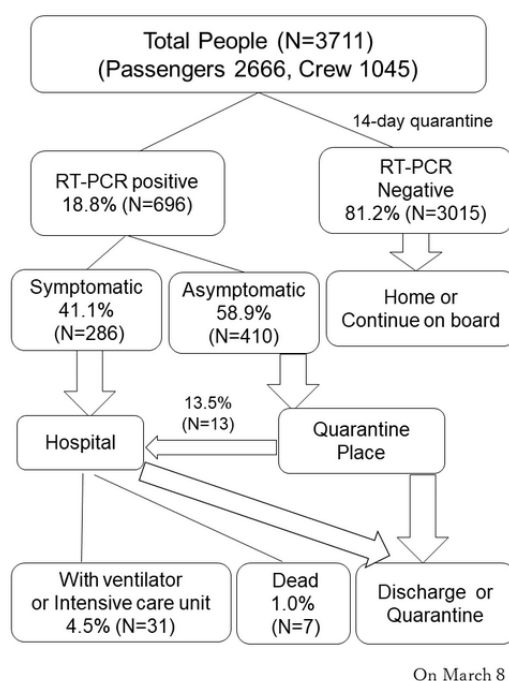 Total People (N=3711)
(Passengers 2666, Crew 1045)
14-day quarantine
RT-PCR positive
18.8% (N=696)
RT-PCR
Negative
81.2% (N=3015)
Symptomatic
41.1%
(N=286)
Asymptomatic
58.9%
(N=410)
Home or
Continue on board
13.5%
(N=13)
Hospital
Quarantine
Place
With ventilator
or Intensive care unit
4.5% (N=31)
Dead
1.0%
(N=7)
Discharge or
Quarantine
On March 8